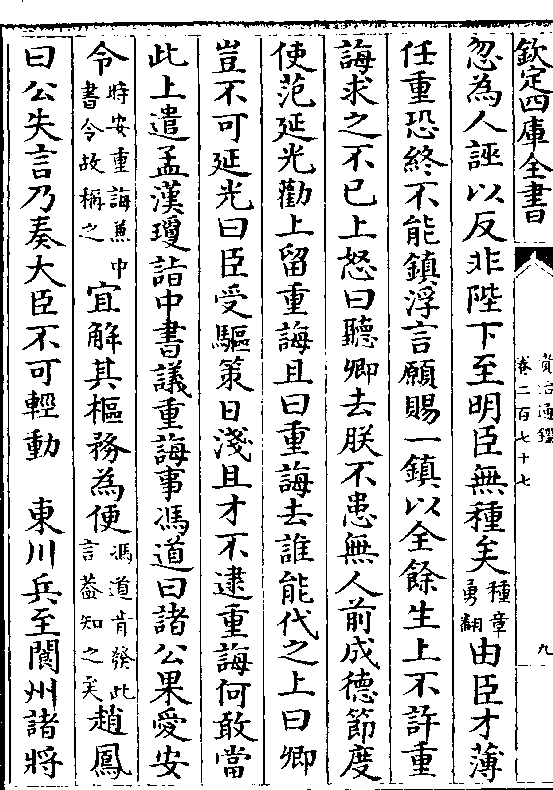 欽定四庫全書
資治通鑑
卷二百七十七
九
忽為人誣以反非陛下至明臣無種矣種章勇翻由臣才薄
任重恐終不能鎮浮言願賜一鎮以全餘生上不許重
誨求之不已上怒曰聽卿去朕不患無人前成德節度
使范延光勸上留重誨且曰重誨去誰能代之上曰卿
豈不可延光曰臣受驅策日淺且才不逮重誨何敢當
此上遣孟漢瓊詣中書議重誨事馮道曰諸公果愛安
令時安重誨兼中書令故稱之宜解其樞務為便馮道肯發此言葢知之矣趙鳳
曰公失言乃奏大臣不可輕動　東川兵至閬州諸將